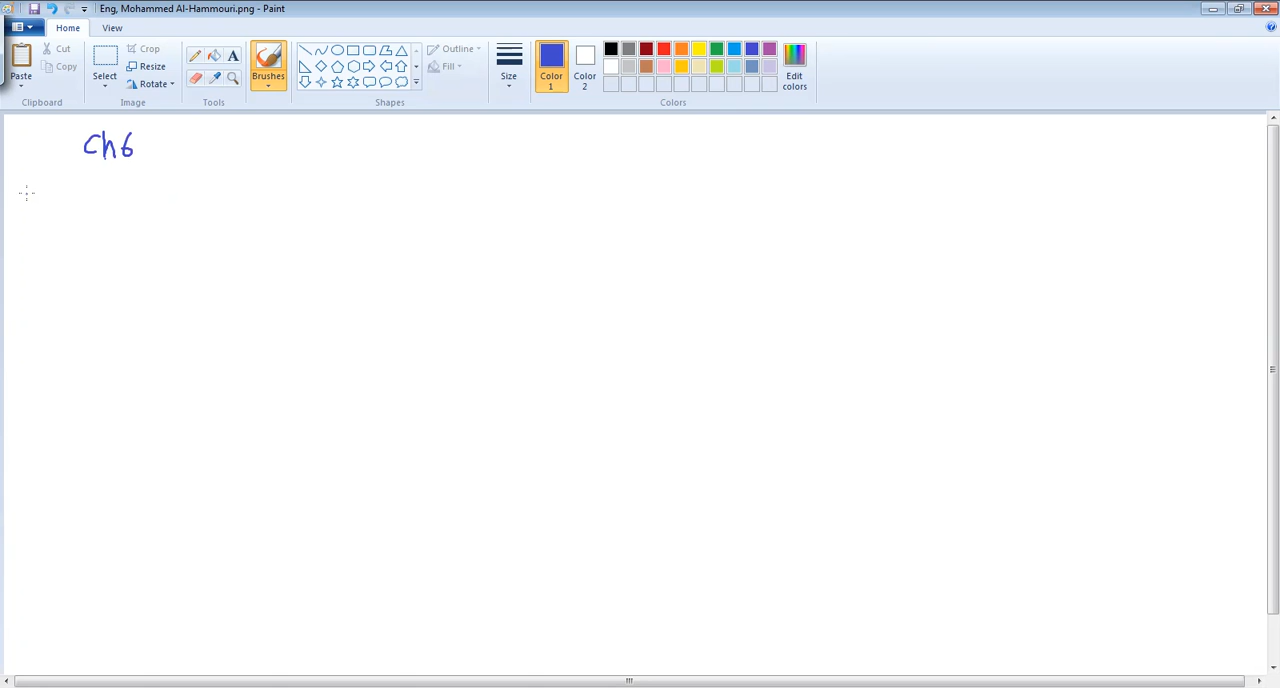 Eng, Mohammed Al-Hammouri.png - Paint
Home View
Paste
Cut
Copy
Clipboard
Select
Crop
Resize
Rotate
Image
A
Tools
Brushes
Outline
Fill
Shapes
Size
Color 1
Color 2
Edit colors
Colors
Ch6